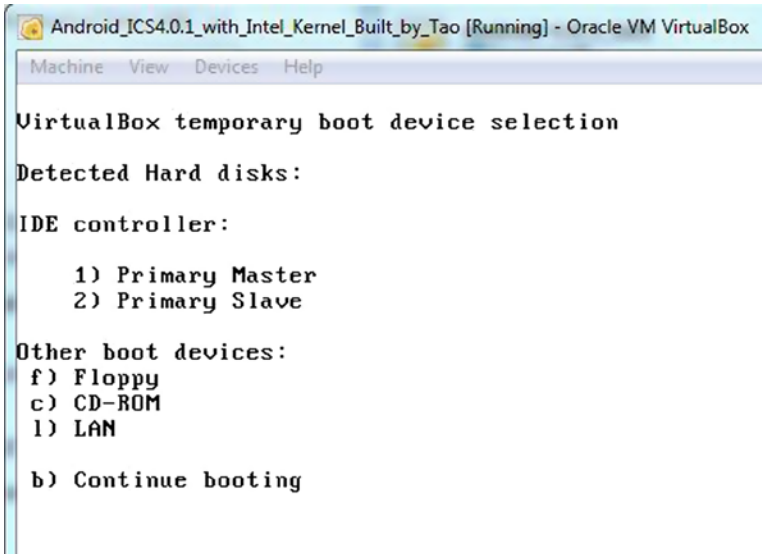 Android_ICS4.0.1_with_Intel_Kernel_Built_by_Tao [Running] - Oracle VM VirtualBox
Machine View Devices Help
VirtualBox temporary boot device selection
Detected Hard disks:
IDE controller:
1) Primary Master
2) Primary Slave
Other boot devices:
f) Floppy
c) CD-ROM
l) LAN
b) Continue booting